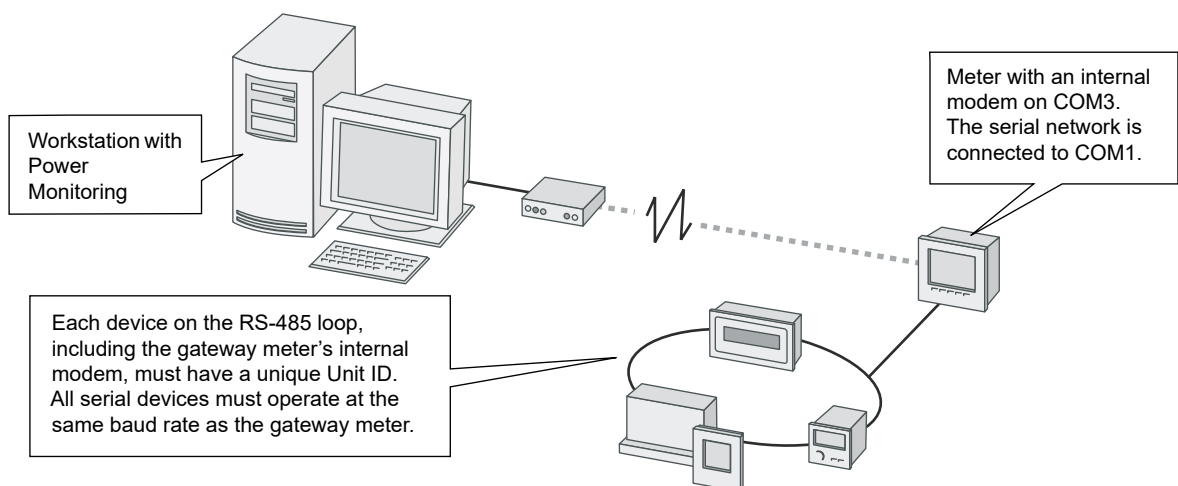 Workstation with
Power
Monitoring
Meter with an internal
modem on COM3.
The serial network is
connected to COM1.
Each device on the RS-485 loop,
including the gateway meter's internal
modem, must have a unique Unit ID.
All serial devices must operate at the
same baud rate as the gateway meter.